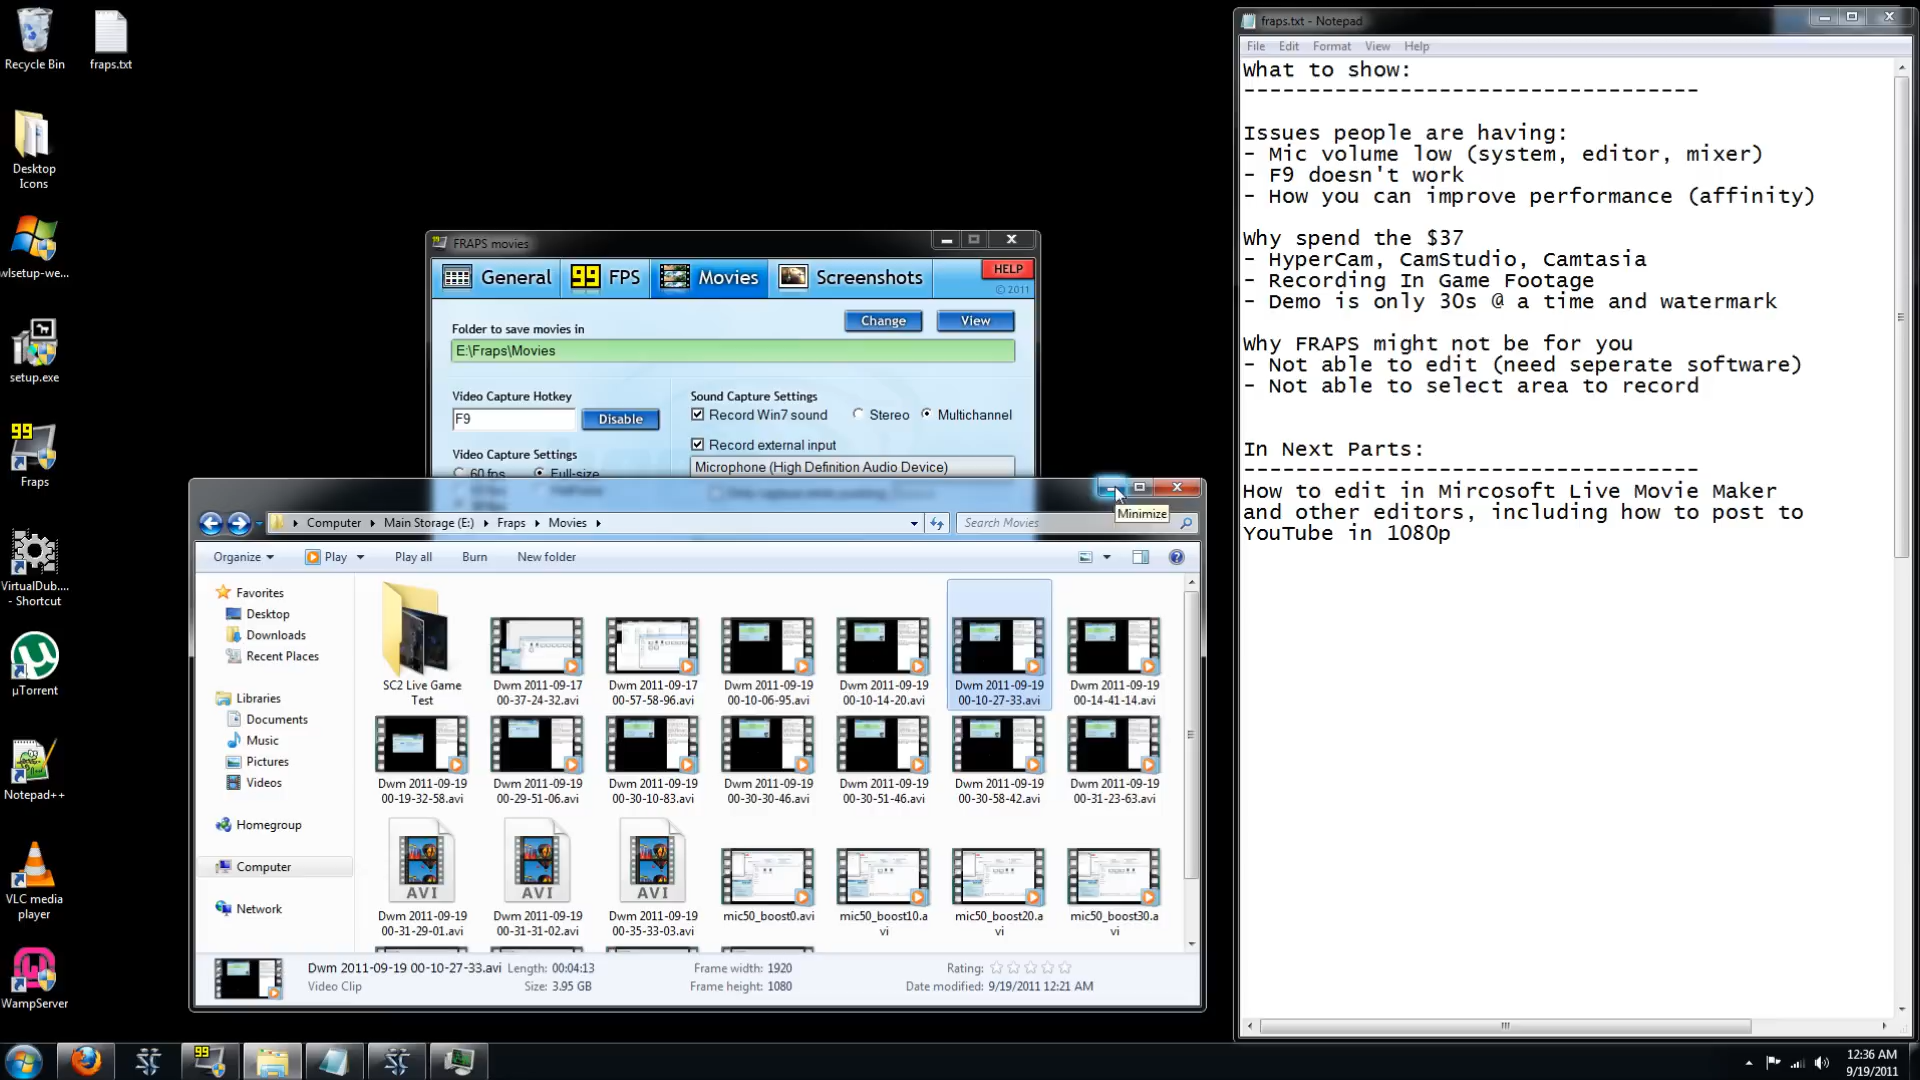 Recycle Bin
fraps.txt
Desktop
Icons
wlsetup-we...
setup.exe
Fraps
VirtualDub....
- Shortcut
µTorrent
Notepad++
VLC media
player
WampServer
FRAPS movies
General
99 FPS
Movies
Screenshots
HELP
© 2011
Folder to save movies in
Change
View
E:\Fraps\Movies
Video Capture Hotkey
F9
Disable
Sound Capture Settings
Record Win7 sound
Stereo
Multichannel
Record external input
Microphone (High Definition Audio Device)
Video Capture Settings
60 fps
Full-size
Minimize
Computer
Main Storage (E:)
Fraps
Movies
Search Movies
Organize
Play
Play all
Burn
New folder
Favorites
Desktop
Downloads
Recent Places
Libraries
Documents
Music
Pictures
Videos
Homegroup
Computer
Network
SC2 Live Game
Test
Dwm 2011-09-17
00-37-24-32.avi
Dwm 2011-09-17
00-57-58-96.avi
Dwm 2011-09-19
00-10-06-95.avi
Dwm 2011-09-19
00-10-14-20.avi
Dwm 2011-09-19
00-10-27-33.avi
Dwm 2011-09-19
00-14-41-14.avi
Dwm 2011-09-19
00-19-32-58.avi
Dwm 2011-09-19
00-29-51-06.avi
Dwm 2011-09-19
00-30-10-83.avi
Dwm 2011-09-19
00-30-30-46.avi
Dwm 2011-09-19
00-30-51-46.avi
Dwm 2011-09-19
00-30-58-42.avi
Dwm 2011-09-19
00-31-23-63.avi
AVI
Dwm 2011-09-19
00-31-29-01.avi
AVI
Dwm 2011-09-19
00-31-31-02.avi
AVI
Dwm 2011-09-19
00-35-33-03.avi
mic50_boost0.avi
mic50_boost10.a
vi
mic50_boost20.a
vi
mic50_boost30.a
vi
Dwm 2011-09-19 00-10-27-33.avi
Video Clip
Length: 00:04:13
Size: 3.95 GB
Frame width: 1920
Frame height: 1080
Rating:
Date modified: 9/19/2011 12:21 AM
fraps.txt - Notepad
File Edit Format View Help
What to show:
-----------------------------------
Issues people are having:
- Mic volume low (system, editor, mixer)
- F9 doesn't work
- How you can improve performance (affinity)
Why spend the $37
- HyperCam, CamStudio, Camtasia
- Recording In Game Footage
- Demo is only 30s @ a time and watermark
Why FRAPS might not be for you
- Not able to edit (need seperate software)
- Not able to select area to record
In Next Parts:
-----------------------------------
How to edit in Mircosoft Live Movie Maker
and other editors, including how to post to
YouTube in 1080p
12:36 AM
9/19/2011